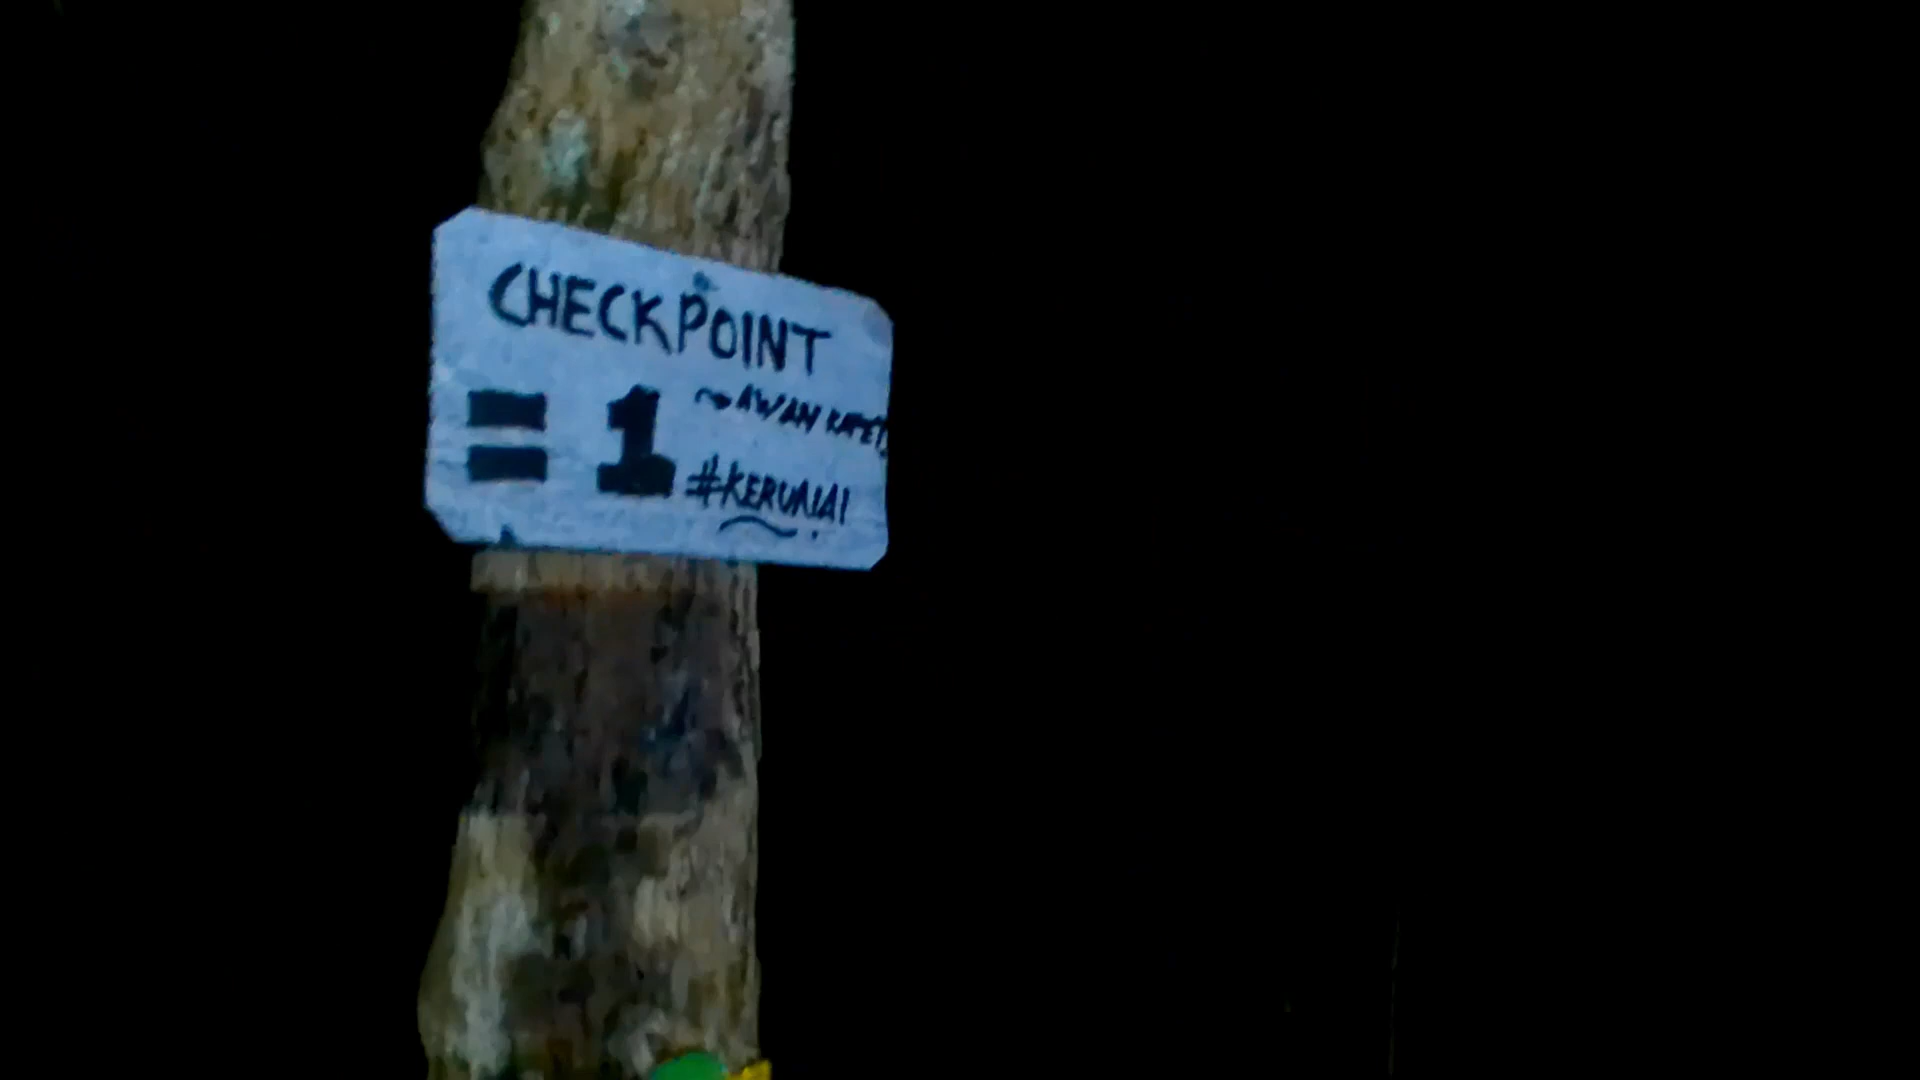 CHECKPOINT
= 1 ~ AWAN
#KERUNAI